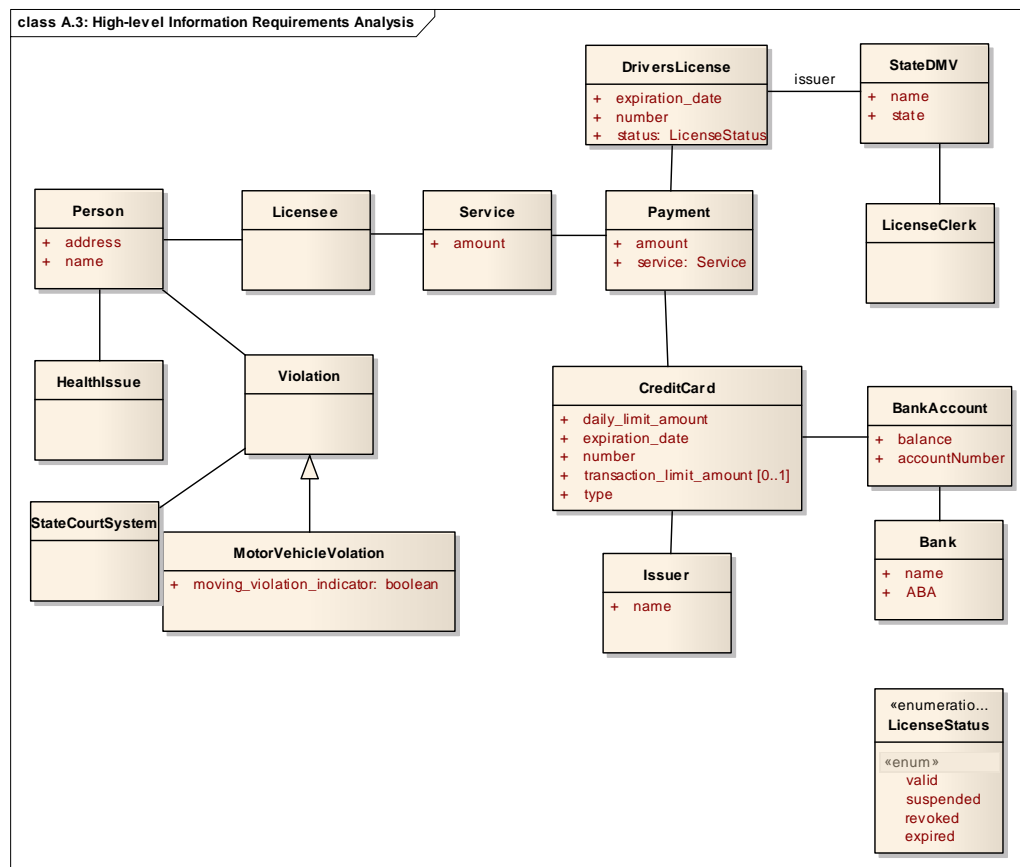 class A.3: High-level Information Requirements Analysis
DriversLicense
+ expiration_date
+ number
+ status: LicenseStatus
issuer
StateDMV
+ name
+ state
Person
+ address
+ name
Licensee
Service
+ amount
Payment
+ amount
+ service: Service
LicenseClerk
HealthIssue
Violation
CreditCard
+ daily_limit_amount
+ expiration_date
+ number
+ transaction_limit_amount [0..1]
+ type
BankAccount
+ balance
+ accountNumber
StateCourtSystem
MotorVehicleVolation
+ moving_violation_indicator: boolean
Issuer
+ name
Bank
+ name
+ ABA
«enumeratio...
LicenseStatus
«enum»
valid
suspended
revoked
expired